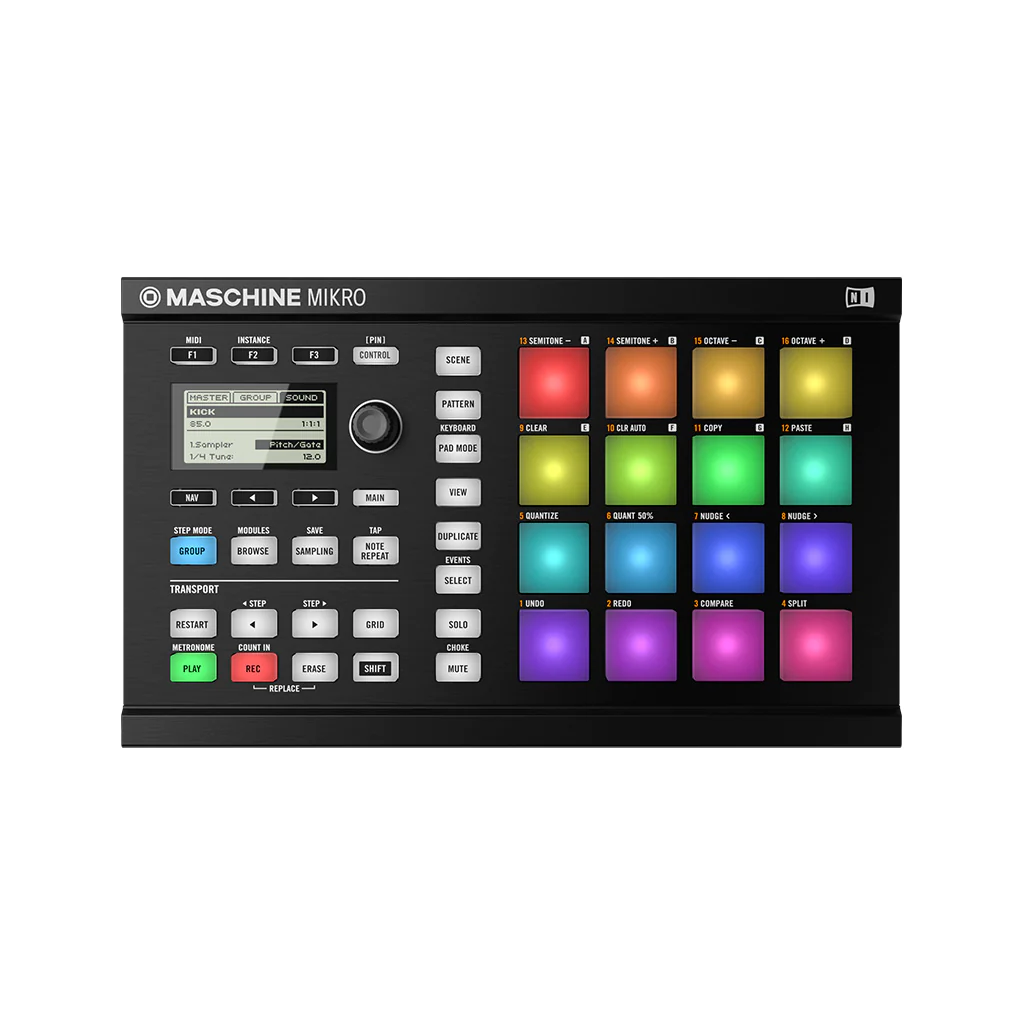 MASCHINE MIKRO
NI
MIDI
F1
INSTANCE
F2
F3
[PIN]
CONTROL
MASTER GROUP SOUND
KICK
85.0 1:1:1
1.Sampler Pitch/Gate
1/4 Tune: 12.0
NAV
MAIN
STEP MODE
GROUP
MODULES
BROWSE
SAVE
SAMPLING
TAP
NOTE
REPEAT
TRANSPORT
RESTART
◂ STEP
◂
STEP ▸
▸
GRID
METRONOME
PLAY
COUNT IN
REC
ERASE
SHIFT
REPLACE
SCENE
PATTERN
KEYBOARD
PAD MODE
VIEW
DUPLICATE
EVENTS
SELECT
SOLO
CHOKE
MUTE
13 SEMITONE – A
14 SEMITONE + B
15 OCTAVE – C
16 OCTAVE + D
9 CLEAR E
10 CLR AUTO F
11 COPY G
12 PASTE H
5 QUANTIZE
6 QUANT 50%
7 NUDGE <
8 NUDGE >
1 UNDO
2 REDO
3 COMPARE
4 SPLIT